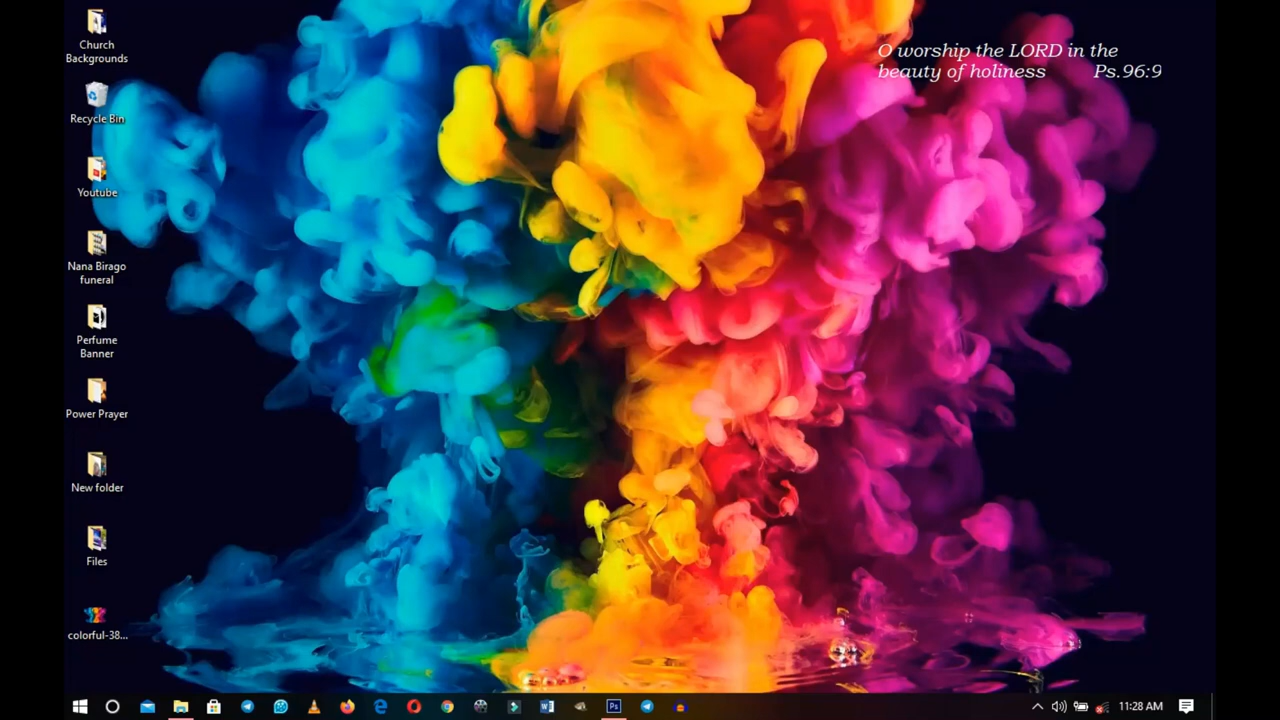 Church
Backgrounds
Recycle Bin
Youtube
Nana Birago
funeral
Perfume
Banner
Power Prayer
New folder
Files
colorful-38...
O worship the LORD in the
beauty of holiness Ps.96:9
Ps
11:28 AM